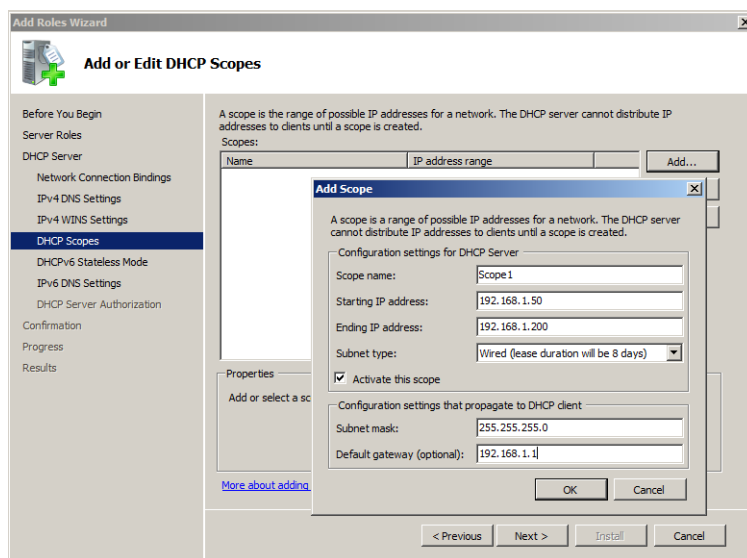 Add Roles Wizard
Add or Edit DHCP Scopes
Before You Begin
Server Roles
DHCP Server
Network Connection Bindings
IPv4 DNS Settings
IPv4 WINS Settings
DHCP Scopes
DHCPv6 Stateless Mode
IPv6 DNS Settings
DHCP Server Authorization
Confirmation
Progress
Results
A scope is the range of possible IP addresses for a network. The DHCP server cannot distribute IP
addresses to clients until a scope is created.
Scopes:
Name IP address range
Add...
Properties
Add or select a sc
More about adding
Add Scope
A scope is a range of possible IP addresses for a network. The DHCP server
cannot distribute IP addresses to clients until a scope is created.
Configuration settings for DHCP Server
Scope name: Scope1
Starting IP address: 192.168.1.50
Ending IP address: 192.168.1.200
Subnet type: Wired (lease duration will be 8 days)
Activate this scope
Configuration settings that propagate to DHCP client
Subnet mask: 255.255.255.0
Default gateway (optional): 192.168.1.1
OK Cancel
< Previous Next > Install Cancel